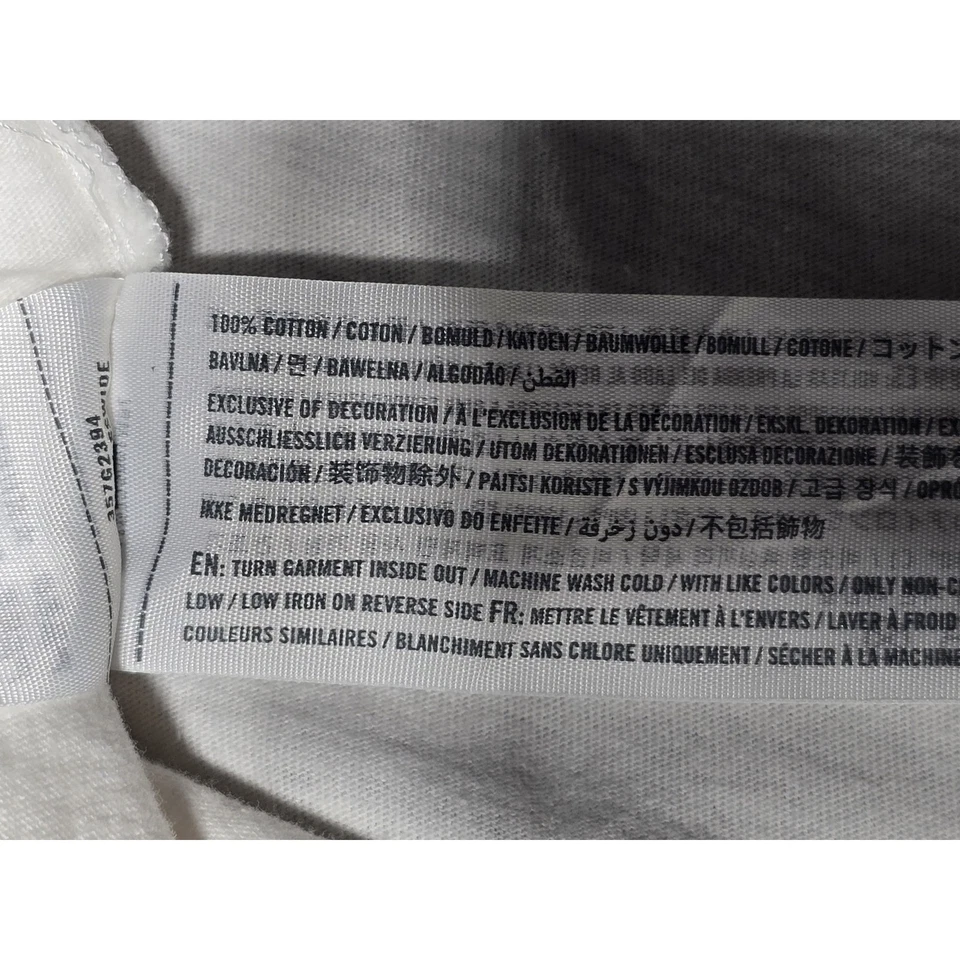 100% COTTON / COTON / BOMULD / KATOEN / BAUMWOLLE / BOMULL / COTONE / コットン
BAVLNA / 면 / BAWEŁNA / ALGODÃO / القطن
EXCLUSIVE OF DECORATION / À L'EXCLUSION DE LA DÉCORATION / EKSKL. DEKORATION / EX
AUSSCHLIESSLICH VERZIERUNG / UTOM DEKORATIONEN / ESCLUSA DECORAZIONE / 装飾を
DECORACIÓN / 装饰物除外 / PAITSI KORISTE / S VÝJIMKOU OZDOB / 고급 장식 / OPRÓ
IKKE MEDREGNET / EXCLUSIVO DO ENFEITE / دون زخرفة / 不包括飾物
EN: TURN GARMENT INSIDE OUT / MACHINE WASH COLD / WITH LIKE COLORS / ONLY NON-C
LOW / LOW IRON ON REVERSE SIDE FR: METTRE LE VÊTEMENT À L'ENVERS / LAVER À FROID
COULEURS SIMILAIRES / BLANCHIMENT SANS CHLORE UNIQUEMENT / SÉCHER À LA MACHINE